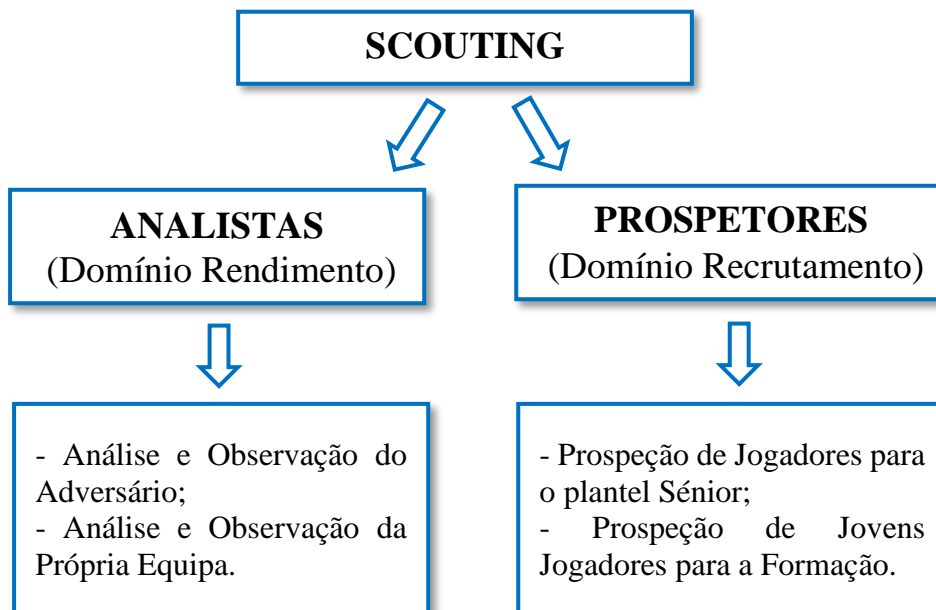 SCOUTING
ANALISTAS
(Domínio Rendimento)
PROSPETORES
(Domínio Recrutamento)
- Análise e Observação do
Adversário;
- Análise e Observação da
Própria Equipa.
- Prospeção de Jogadores para
o plantel Sénior;
- Prospeção de Jovens
Jogadores para a Formação.